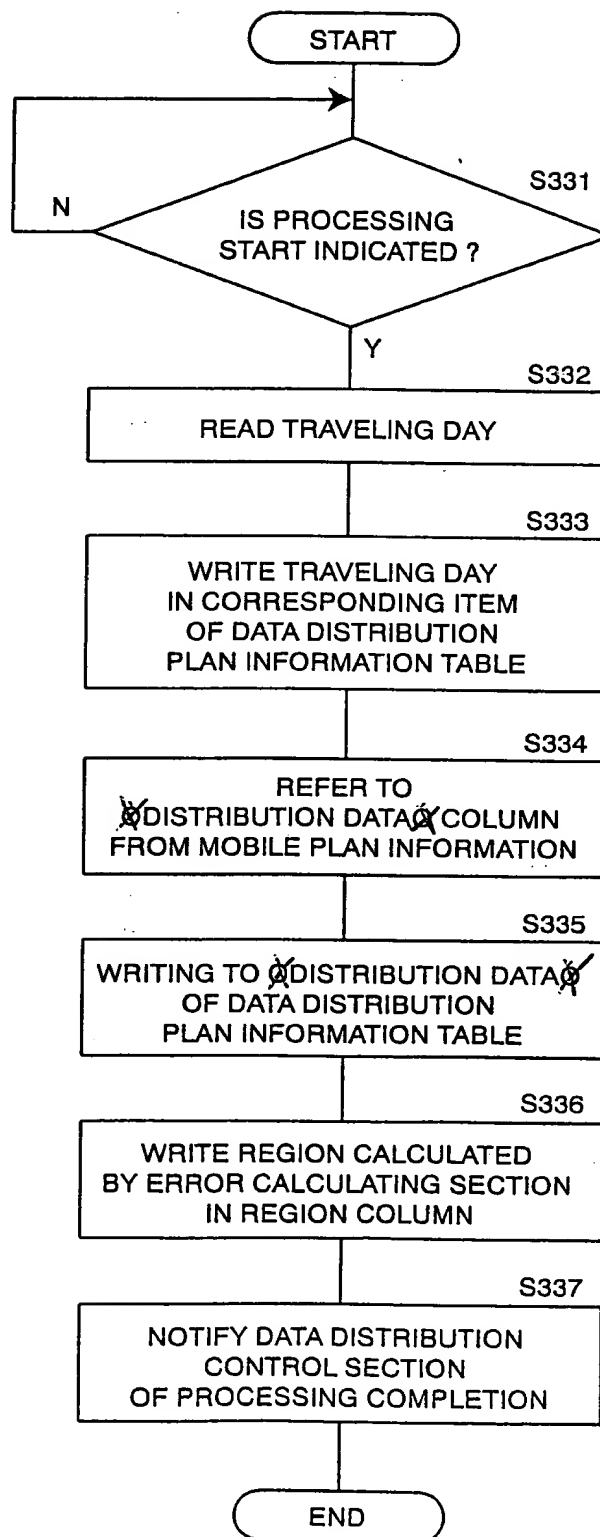 START
S331
N
IS PROCESSING
START INDICATED ?
Y
S332
READ TRAVELING DAY
S333
WRITE TRAVELING DAY
IN CORRESPONDING ITEM
OF DATA DISTRIBUTION
PLAN INFORMATION TABLE
S334
REFER TO
DISTRIBUTION DATA COLUMN
FROM MOBILE PLAN INFORMATION
S335
WRITING TO DISTRIBUTION DATA
OF DATA DISTRIBUTION
PLAN INFORMATION TABLE
S336
WRITE REGION CALCULATED
BY ERROR CALCULATING SECTION
IN REGION COLUMN
S337
NOTIFY DATA DISTRIBUTION
CONTROL SECTION
OF PROCESSING COMPLETION
END